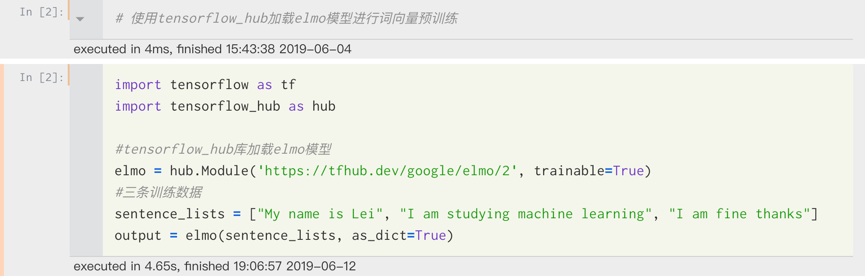 In [2]:
# 使用tensorflow_hub加载elmo模型进行词向量预训练
executed in 4ms, finished 15:43:38 2019-06-04
In [2]:
import tensorflow as tf
import tensorflow_hub as hub
#tensorflow_hub库加载elmo模型
elmo = hub.Module('https://tfhub.dev/google/elmo/2', trainable=True)
#三条训练数据
sentence_lists = ["My name is Lei", "I am studying machine learning", "I am fine thanks"]
output = elmo(sentence_lists, as_dict=True)
executed in 4.65s, finished 19:06:57 2019-06-12